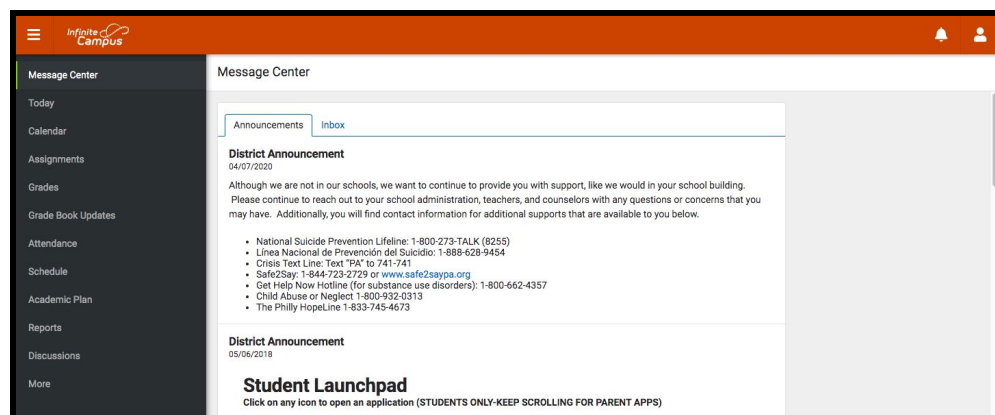 Infinite
Campus
Message Center
Today
Calendar
Assignments
Grades
Grade Book Updates
Attendance
Schedule
Academic Plan
Reports
Discussions
More
Message Center
Announcements Inbox
District Announcement
04/07/2020
Although we are not in our schools, we want to continue to provide you with support, like we would in your school building.
Please continue to reach out to your school administration, teachers, and counselors with any questions or concerns that you
may have. Additionally, you will find contact information for additional supports that are available to you below.
• National Suicide Prevention Lifeline: 1-800-273-TALK (8255)
• Línea Nacional de Prevención del Suicidio: 1-888-628-9454
• Crisis Text Line: Text “PA” to 741-741
• Safe2Say: 1-844-723-2729 or www.safe2saypa.org
• Get Help Now Hotline (for substance use disorders): 1-800-662-4357
• Child Abuse or Neglect 1-800-932-0313
• The Philly HopeLine 1-833-745-4673
District Announcement
05/06/2018
Student Launchpad
Click on any icon to open an application (STUDENTS ONLY-KEEP SCROLLING FOR PARENT APPS)